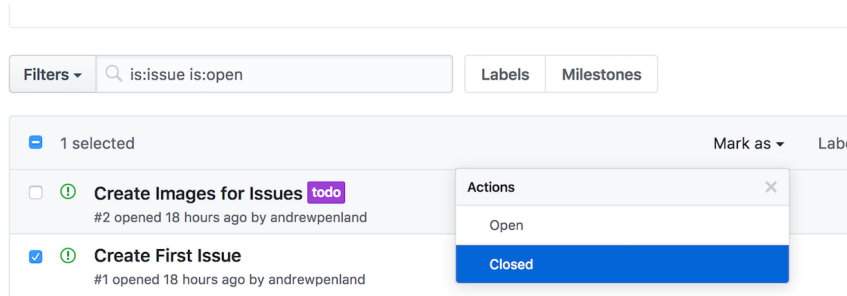 Filters is:issue is:open Labels Milestones
1 selected Mark as
Create Images for Issues todo
#2 opened 18 hours ago by andrewpenland
Actions
Open
Create First Issue
Closed
#1 opened 18 hours ago by andrewpenland